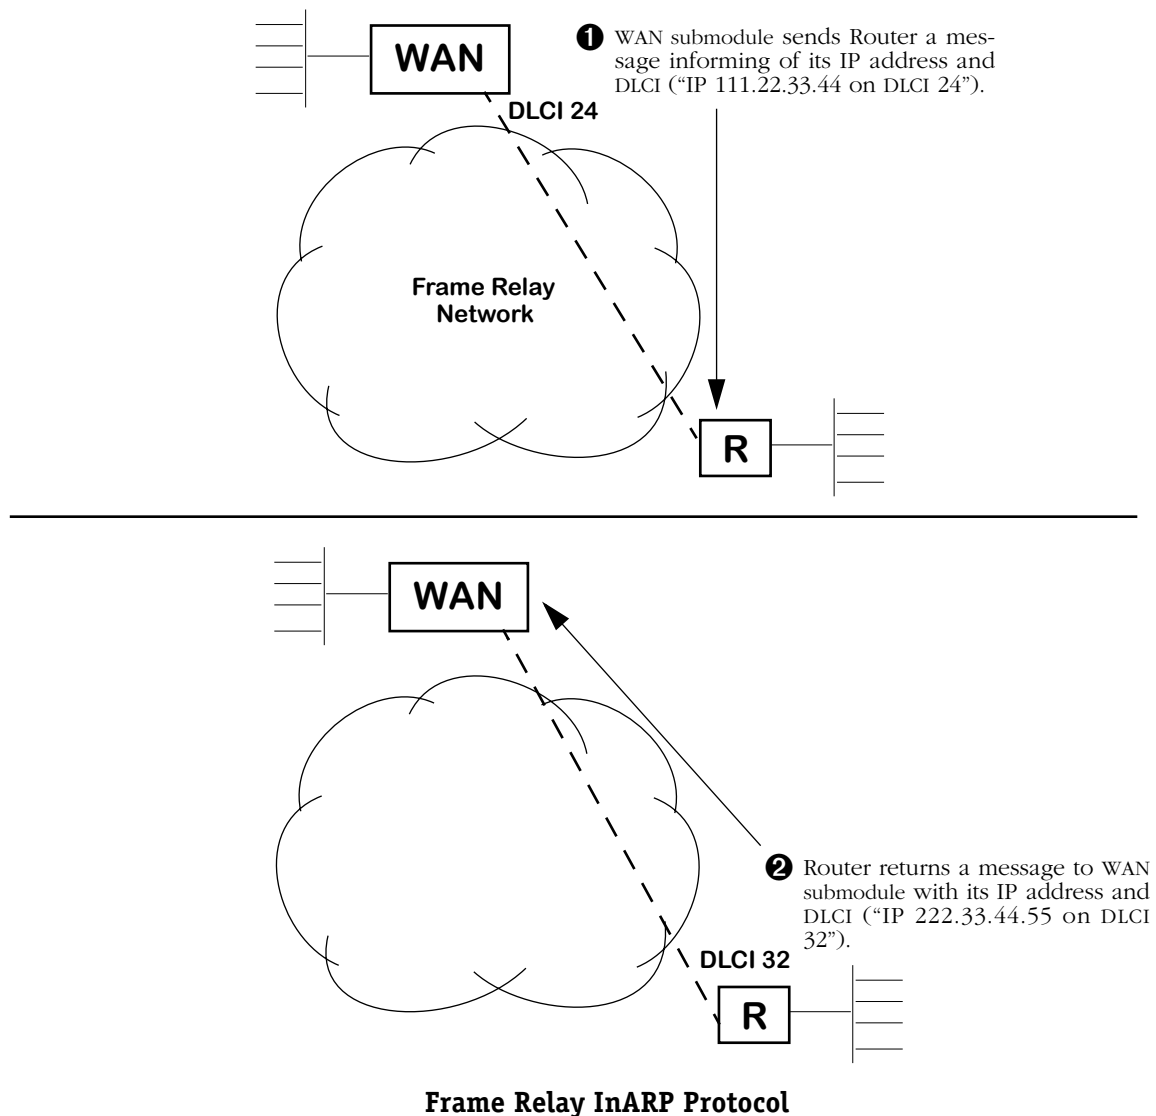 WAN
❶ WAN submodule sends Router a mes-
sage informing of its IP address and
DLCI (“IP 111.22.33.44 on DLCI 24”).
DLCI 24
Frame Relay
Network
R
WAN
❷ Router returns a message to WAN
submodule with its IP address and
DLCI (“IP 222.33.44.55 on DLCI
32”).
DLCI 32
R
Frame Relay InARP Protocol